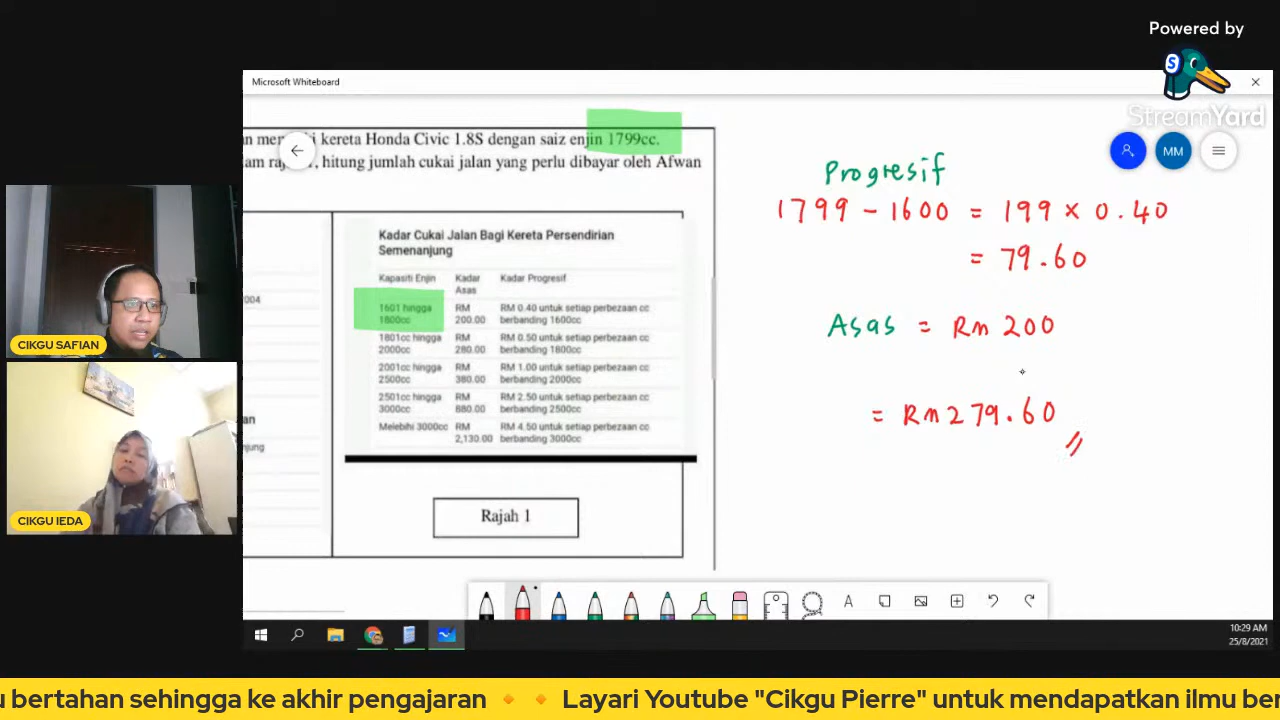 Powered by
StreamYard
Microsoft Whiteboard
kereta Honda Civic 1.8S dengan saiz enjin 1799cc.
, hitung jumlah cukai jalan yang perlu dibayar oleh Afwan
Kadar Cukai Jalan Bagi Kereta Persendirian
Semenanjung
Kapasiti Enjin Kadar Asas Kadar Progresif
1601 hingga 1800cc RM 200.00 RM 0.40 untuk setiap perbezaan cc berbanding 1600cc
1801cc hingga 2000cc RM 280.00 RM 0.50 untuk setiap perbezaan cc berbanding 1800cc
2001cc hingga 2500cc RM 380.00 RM 1.00 untuk setiap perbezaan cc berbanding 2000cc
2501cc hingga 3000cc RM 880.00 RM 2.50 untuk setiap perbezaan cc berbanding 2500cc
Melebihi 3000cc RM 2,130.00 RM 4.50 untuk setiap perbezaan cc berbanding 3000cc
Rajah 1
004
an
njung
Progresif
1799 - 1600 = 199 × 0.40
= 79.60
Asas = Rm 200
= Rm 279.60
MM
CIKGU SAFIAN
CIKGU IEDA
A
10:29 AM
25/8/2021
u bertahan sehingga ke akhir pengajaran 🔸🔸 Layari Youtube "Cikgu Pierre" untuk mendapatkan ilmu ber